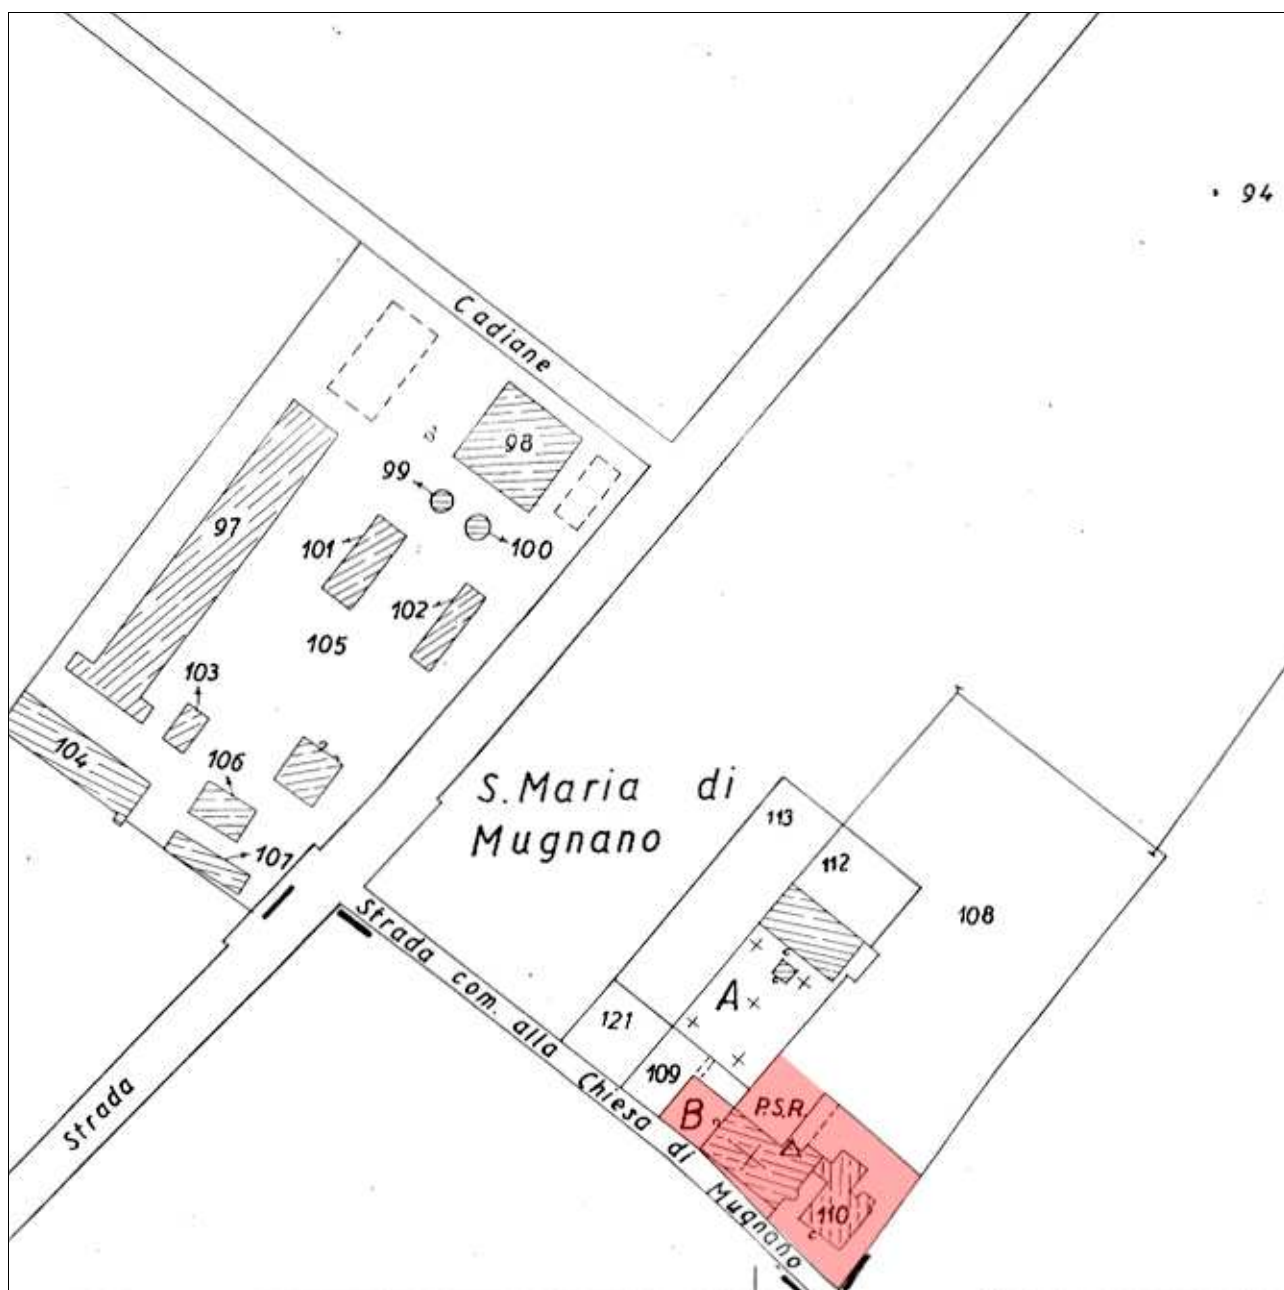 94
Cadiane
98
99
97
100
101
102
105
103
104
106
107
S. Maria di
Mugnano
113
112
108
Strada com. alla Chiesa di Mugnano
A
121
109
B
P.S.R.
110
Strada